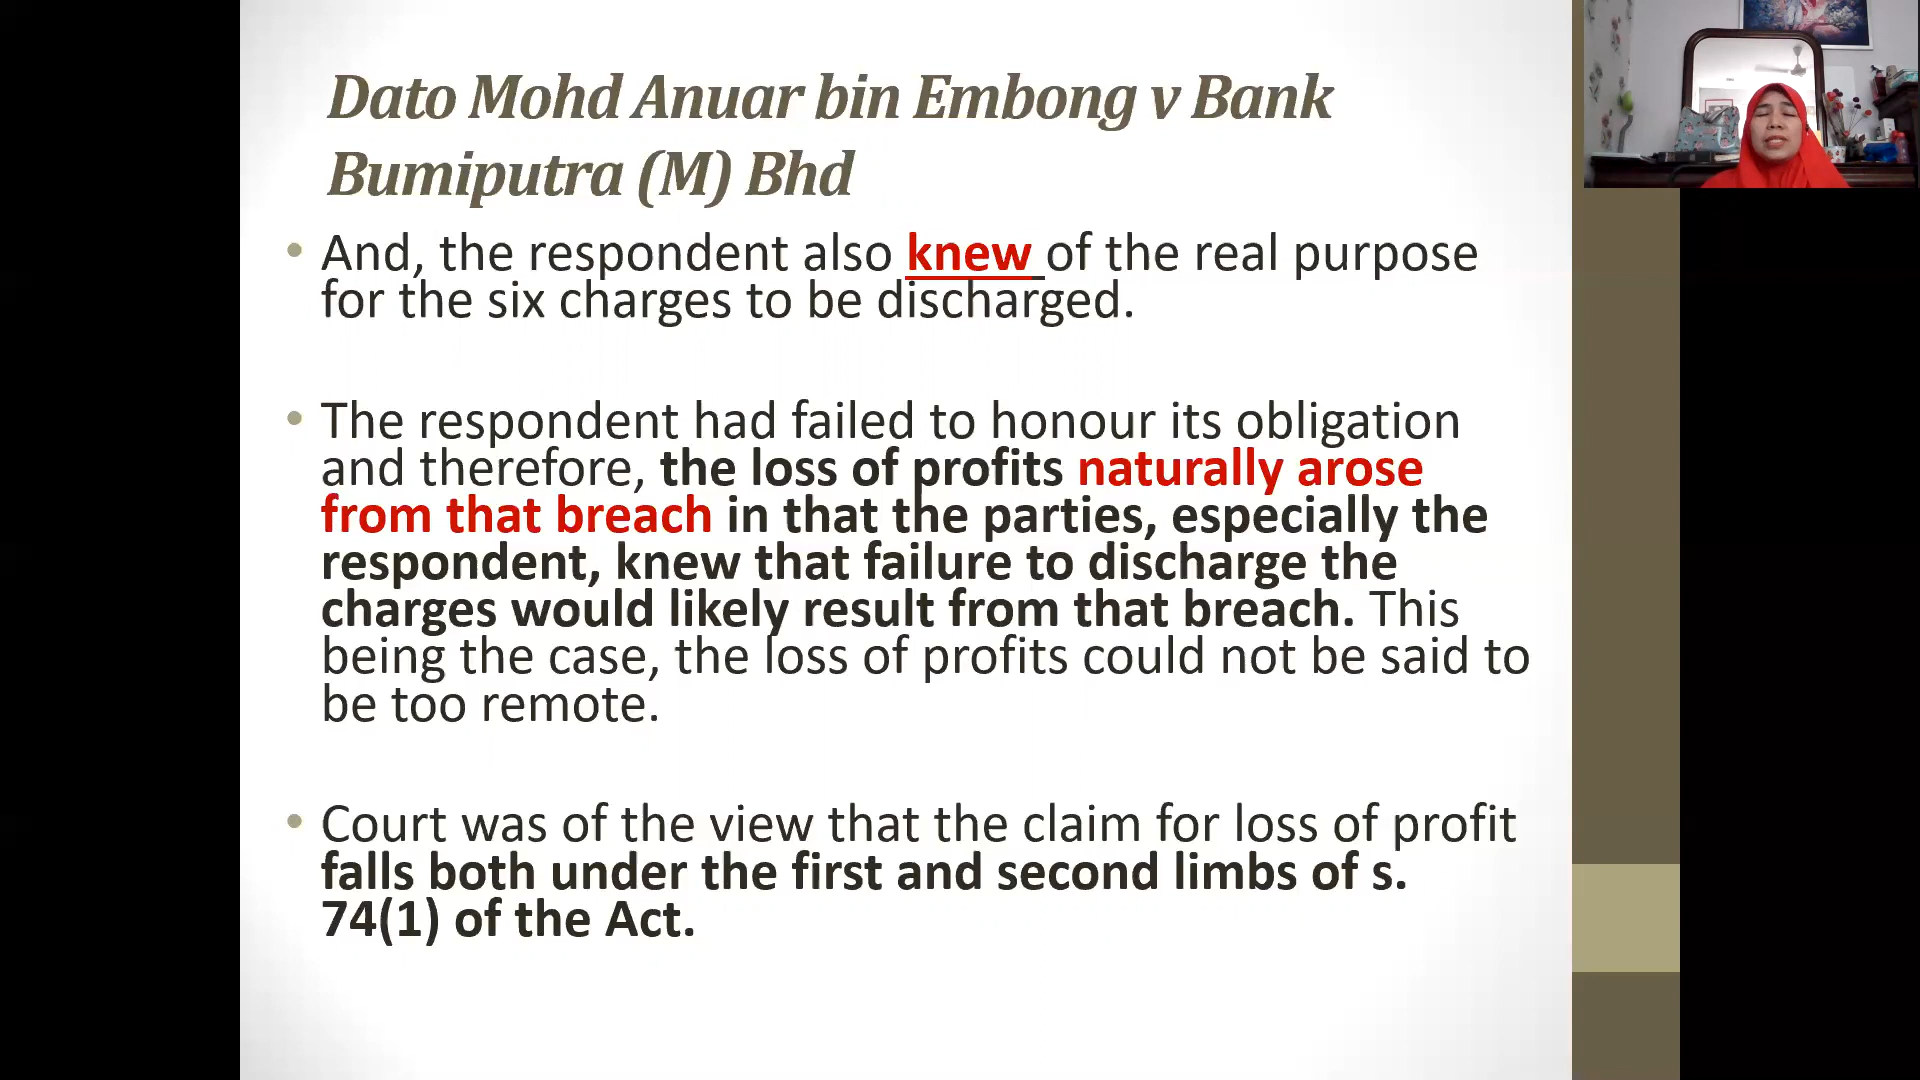 Dato Mohd Anuar bin Embong v Bank
Bumiputra (M) Bhd
• And, the respondent also knew of the real purpose
for the six charges to be discharged.
• The respondent had failed to honour its obligation
and therefore, the loss of profits naturally arose
from that breach in that the parties, especially the
respondent, knew that failure to discharge the
charges would likely result from that breach. This
being the case, the loss of profits could not be said to
be too remote.
• Court was of the view that the claim for loss of profit
falls both under the first and second limbs of s.
74(1) of the Act.